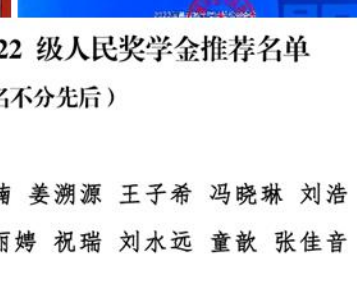 22 级人民奖学金推荐名单
名不分先后）
楠 姜溯源 王子希 冯晓琳 刘浩
丽娉 祝瑞 刘水远 童歆 张佳音